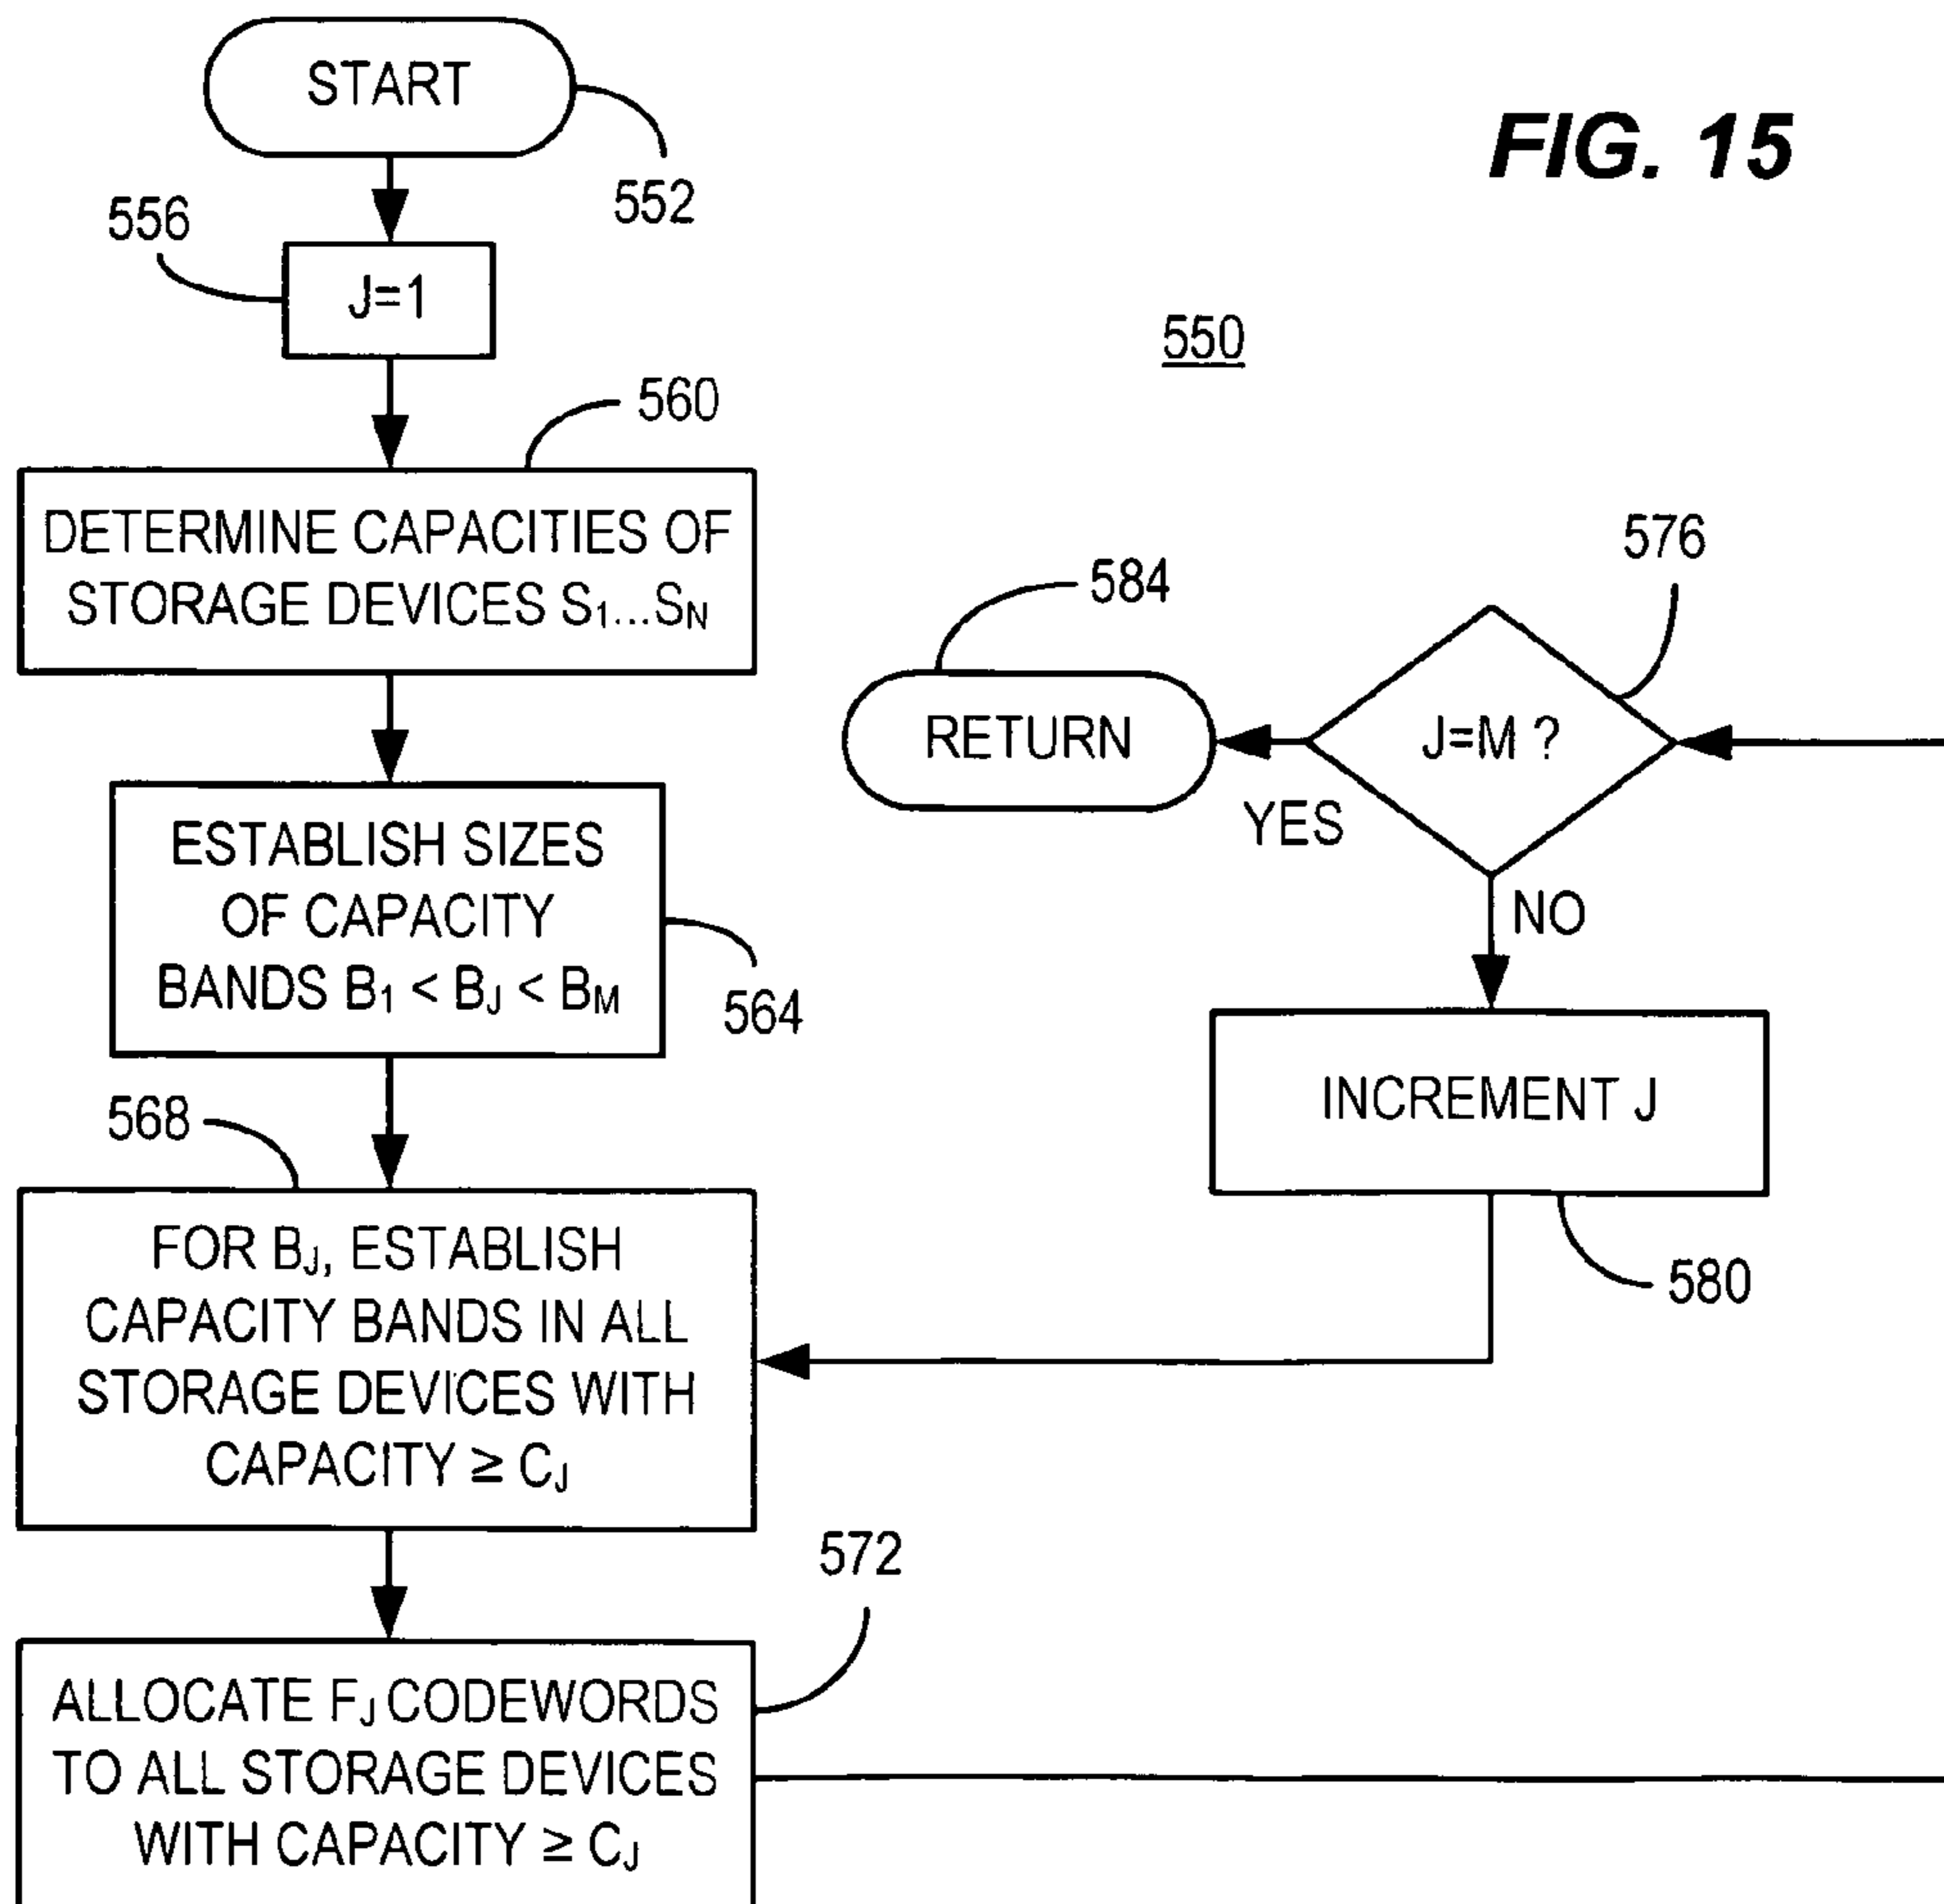 START
552
FIG. 15
556
J=1
550
560
DETERMINE CAPACITIES OF
STORAGE DEVICES S1...SN
576
584
RETURN
J=M ?
YES
NO
ESTABLISH SIZES
OF CAPACITY
BANDS B1 < BJ < BM
564
INCREMENT J
580
568
FOR BJ, ESTABLISH
CAPACITY BANDS IN ALL
STORAGE DEVICES WITH
CAPACITY ≥ CJ
572
ALLOCATE FJ CODEWORDS
TO ALL STORAGE DEVICES
WITH CAPACITY ≥ CJ